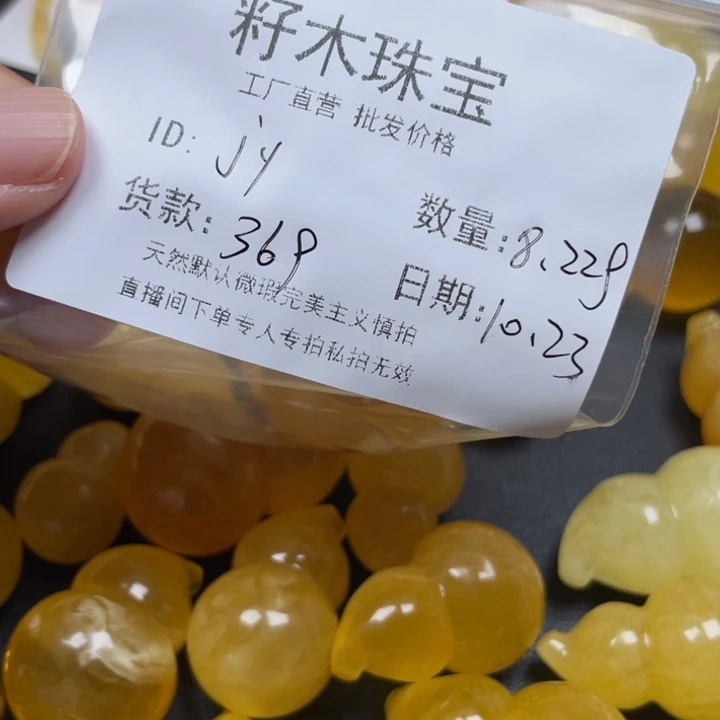 籽木珠宝
工厂直营 批发价格
ID: jy
数量:8.22g
货款:369
日期:10.23
天然默认微瑕完美主义慎拍
直播间下单专人专拍私拍无效